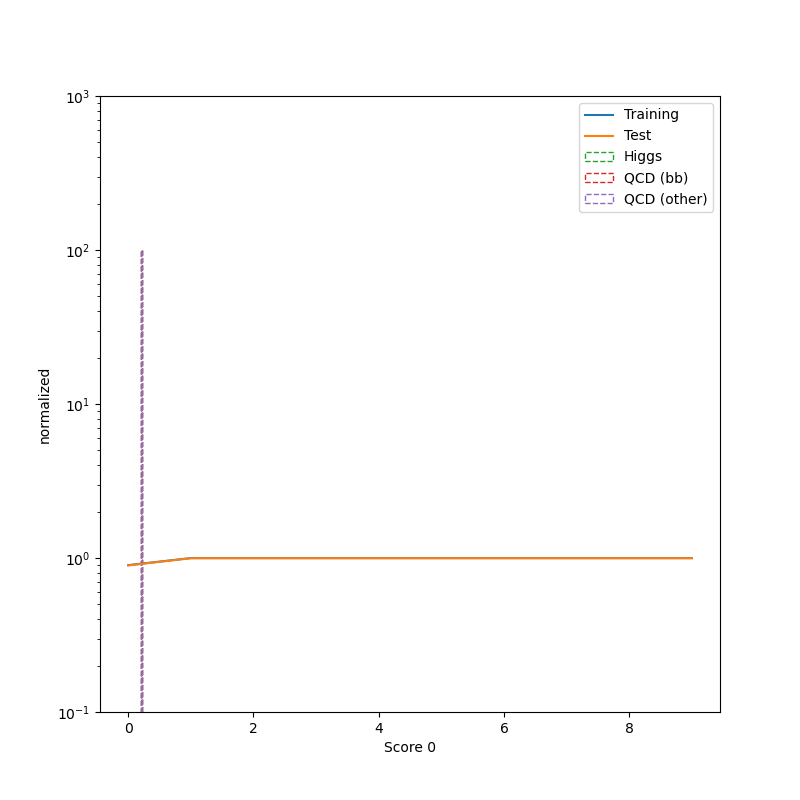 10³
10²
10¹
10⁰
10⁻¹
normalized
0 2 4 6 8
Score 0
Training
Test
Higgs
QCD (bb)
QCD (other)